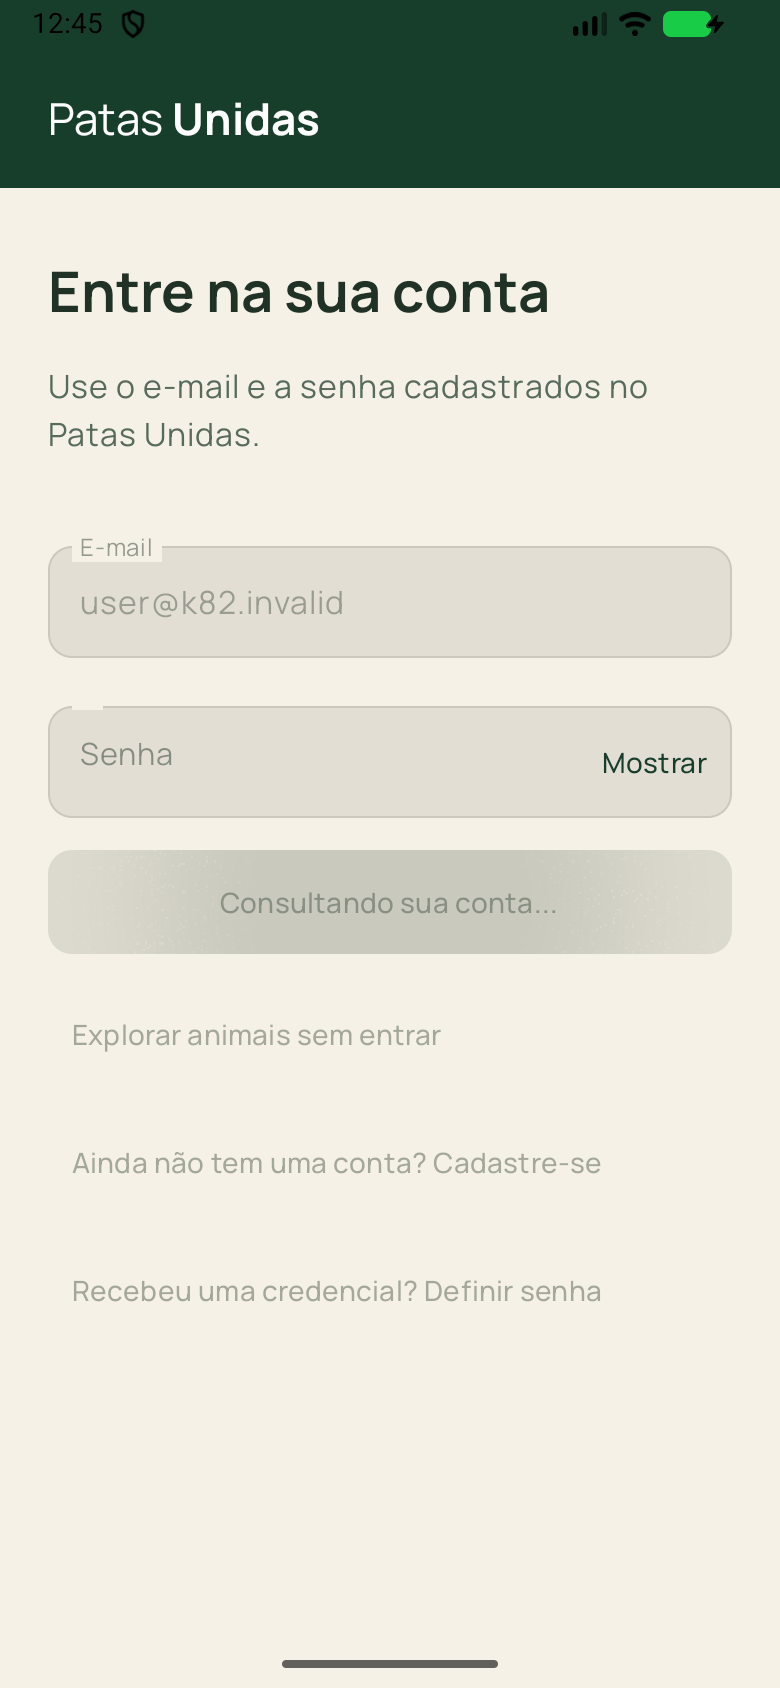 12:45
Patas Unidas
Entre na sua conta
Use o e-mail e a senha cadastrados no
Patas Unidas.
E-mail
user@k82.invalid
Senha
Mostrar
Consultando sua conta...
Explorar animais sem entrar
Ainda não tem uma conta? Cadastre-se
Recebeu uma credencial? Definir senha